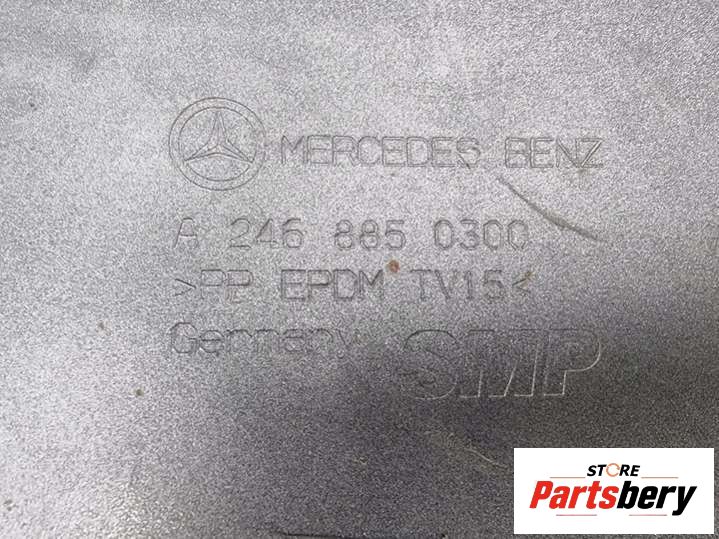 MERCEDES BENZ
A 246 885 0300
>PP EPDM TV15<
Germany SMP
STORE
Partsbery